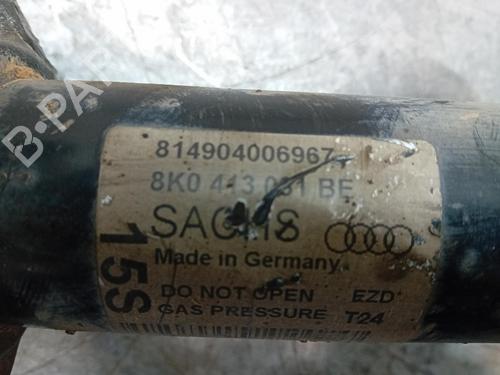 B-PARTS
814904006967
8K0 413 031 BE
SACHS
Made in Germany
15S
DO NOT OPEN EZD
GAS PRESSURE T24